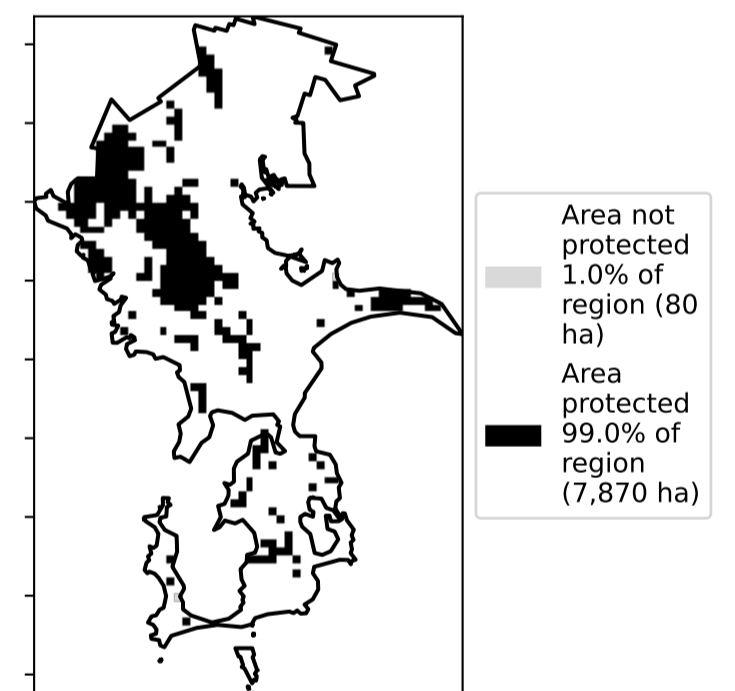 Area not
protected
1.0% of
region (80
ha)
Area
protected
99.0% of
region
(7,870 ha)